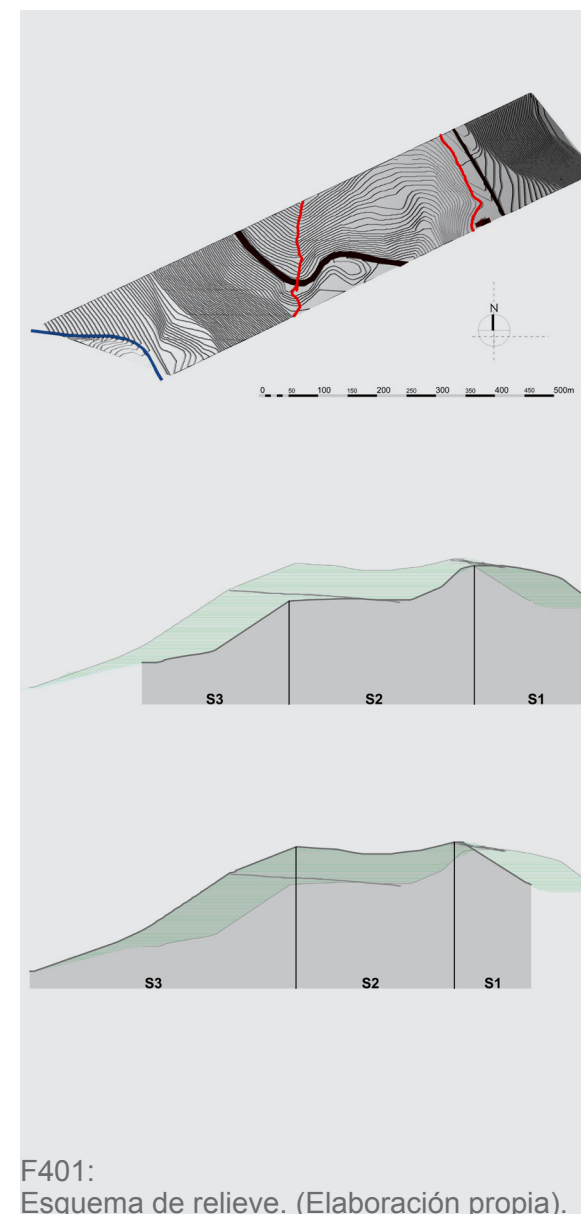 N
0 50 100 150 200 250 300 350 400 450 500m
S3 S2 S1
S3 S2 S1
F401:
Esquema de relieve. (Elaboración propia).